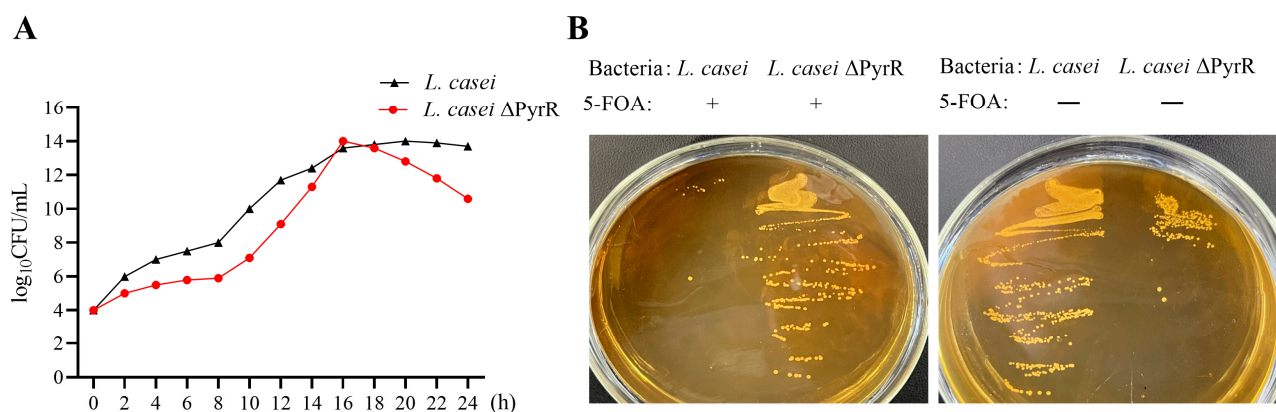 A
L. casei
L. casei ΔPyrR
16
14
12
10
8
6
4
2
0
log₁₀CFU/mL
0 2 4 6 8 10 12 14 16 18 20 22 24 (h)
B
Bacteria: L. casei L. casei ΔPyrR
5-FOA: + +
Bacteria: L. casei L. casei ΔPyrR
5-FOA: — —